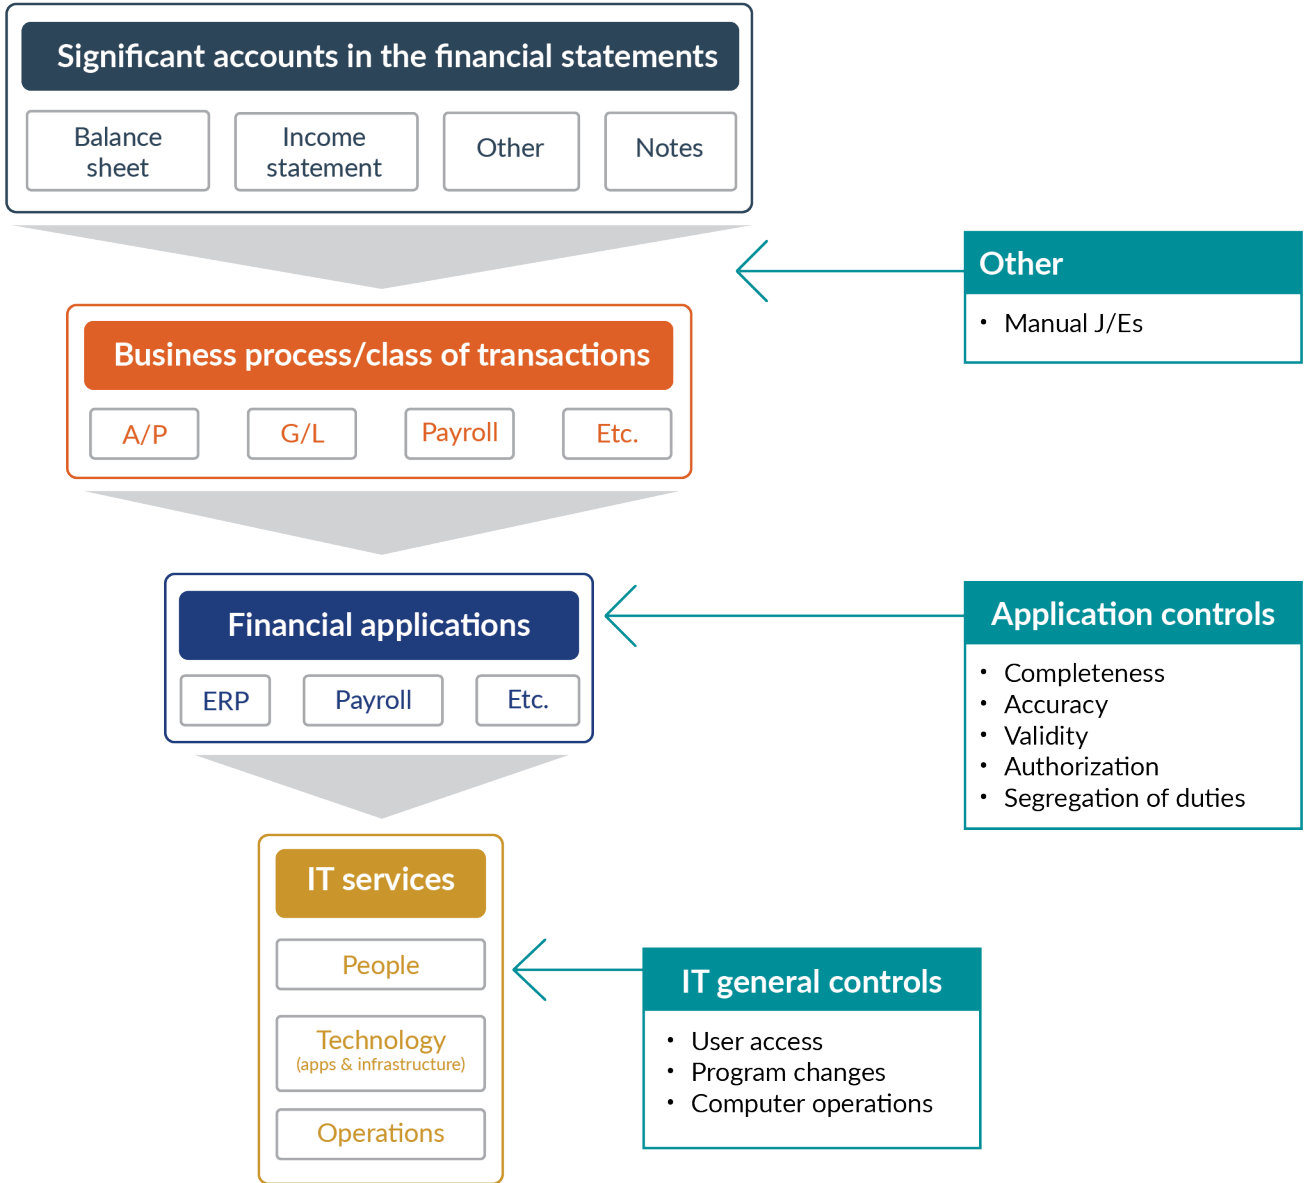 Significant accounts in the financial statements
Balance
sheet
Income
statement
Other
Notes
Other
• Manual J/Es
Business process/class of transactions
A/P
G/L
Payroll
Etc.
Financial applications
ERP
Payroll
Etc.
Application controls
• Completeness
• Accuracy
• Validity
• Authorization
• Segregation of duties
IT services
People
Technology
(apps & infrastructure)
Operations
IT general controls
• User access
• Program changes
• Computer operations